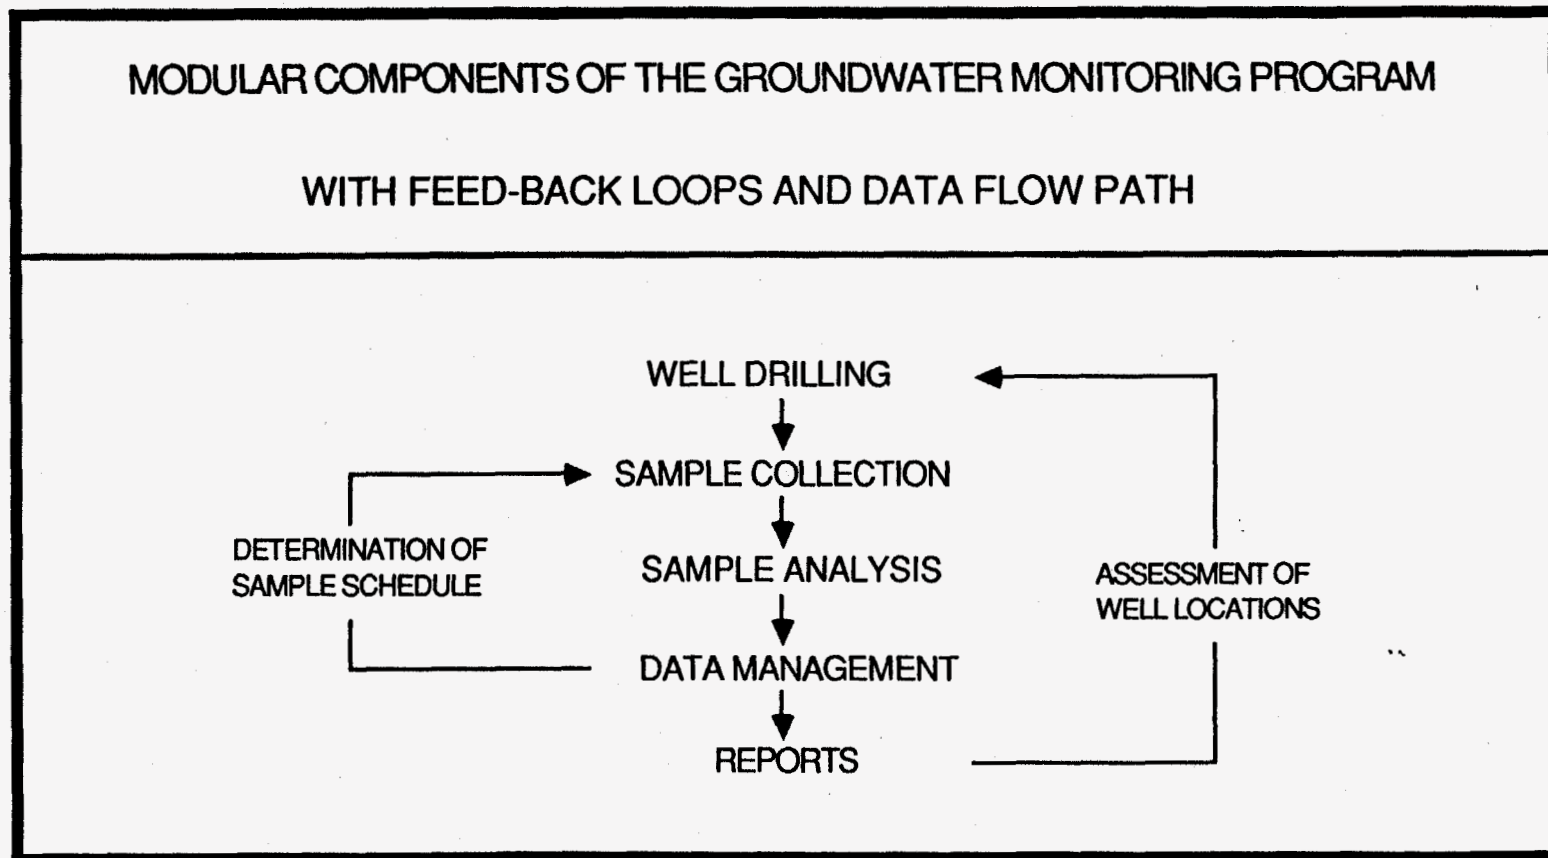 MODULAR COMPONENTS OF THE GROUNDWATER MONITORING PROGRAM
WITH FEED-BACK LOOPS AND DATA FLOW PATH
WELL DRILLING
SAMPLE COLLECTION
DETERMINATION OF
SAMPLE SCHEDULE
SAMPLE ANALYSIS
ASSESSMENT OF
WELL LOCATIONS
DATA MANAGEMENT
REPORTS